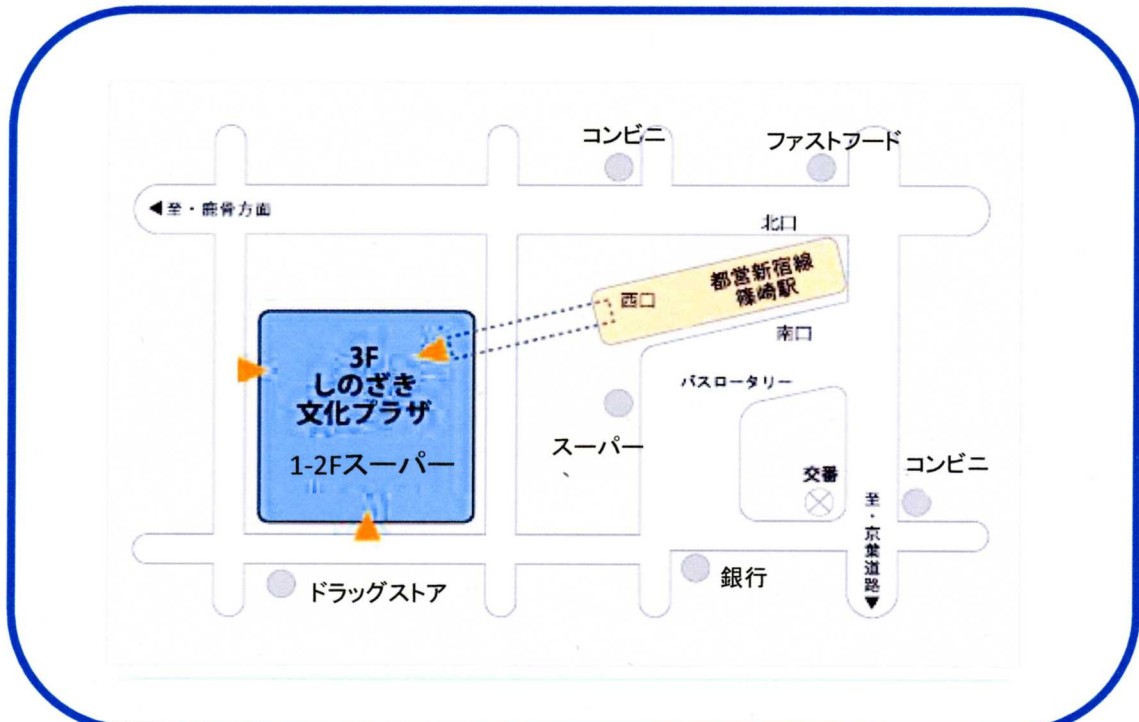 コンビニ
ファストフード
◀至・鹿骨方面
北口
都営新宿線
篠崎駅
西口
南口
3F
しのざき
文化プラザ
1-2Fスーパー
バスロータリー
スーパー
交番
コンビニ
至・京葉道路▼
ドラッグストア
銀行